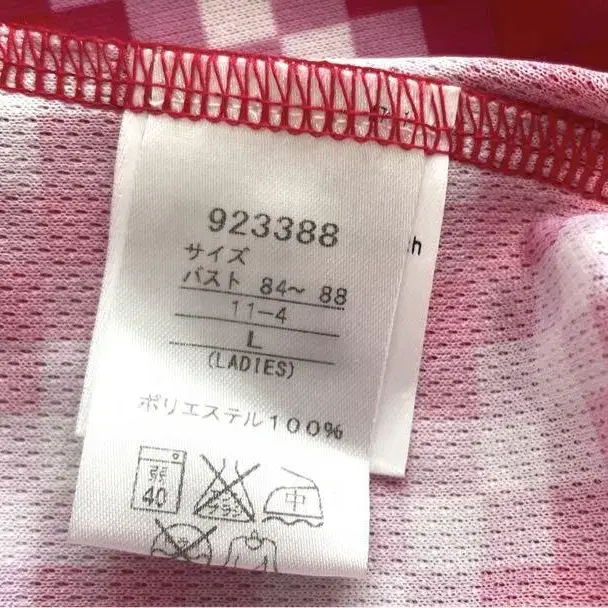 923388
サイズ
バスト 84～ 88
11-4
L
(LADIES)
ポリエステル100%
弱
40
中
h